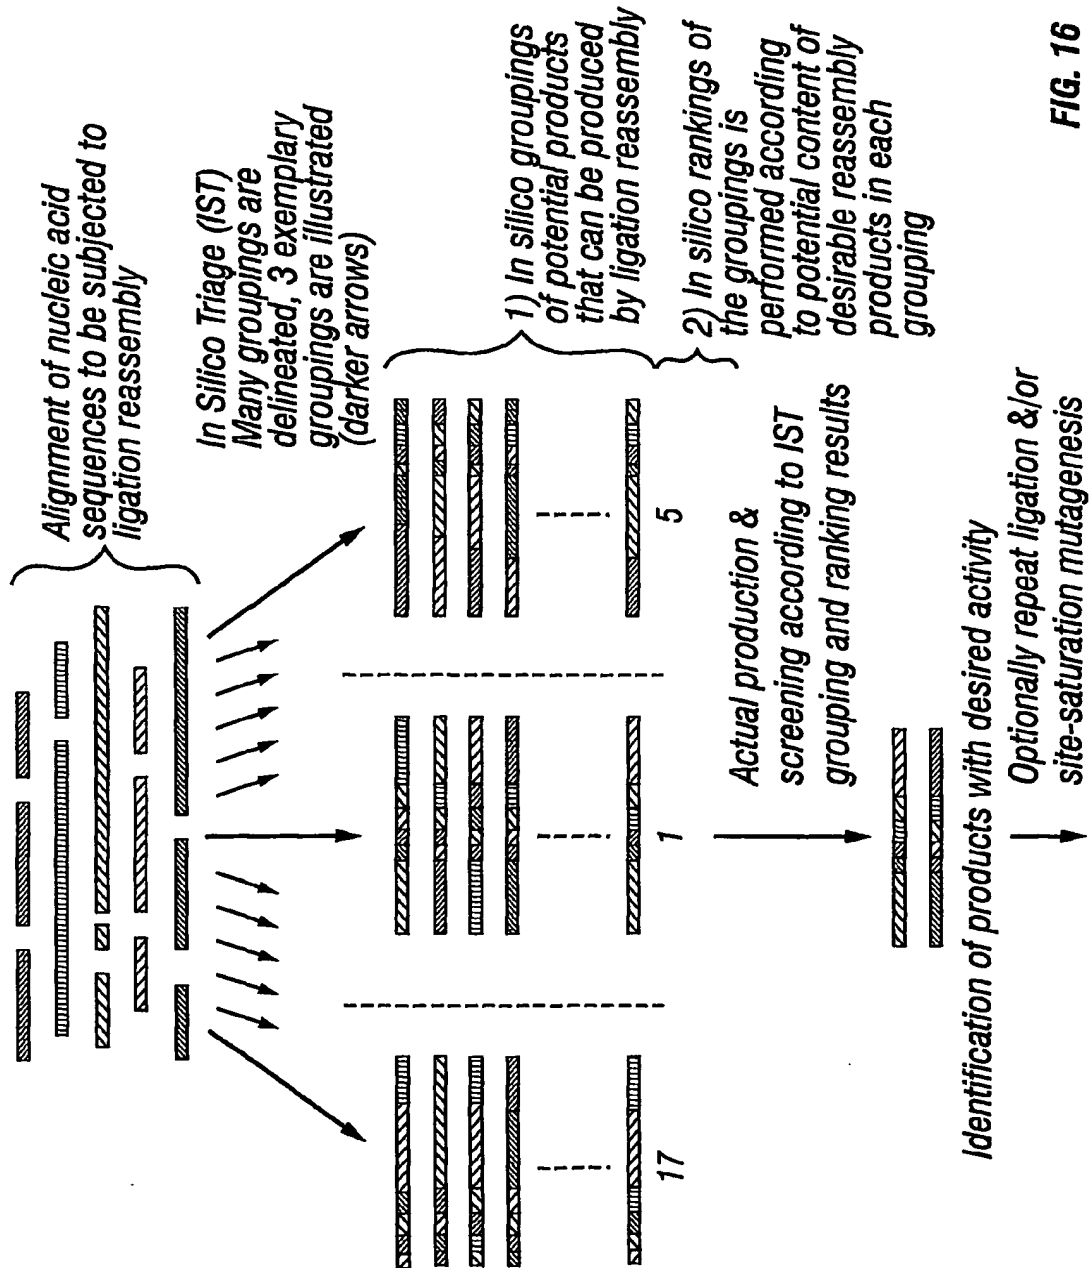 Alignment of nucleic acid
sequences to be subjected to
ligation reassembly
In Silico Triage (IST)
Many groupings are
delineated, 3 exemplary
groupings are illustrated
(darker arrows)
1) In silico groupings
of potential products
that can be produced
by ligation reassembly
2) In silico rankings of
the groupings is
performed according
to potential content of
desirable reassembly
products in each
grouping
17
1
5
Actual production &
screening according to IST
grouping and ranking results
Identification of products with desired activity
Optionally repeat ligation &/or
site-saturation mutagenesis
FIG. 16